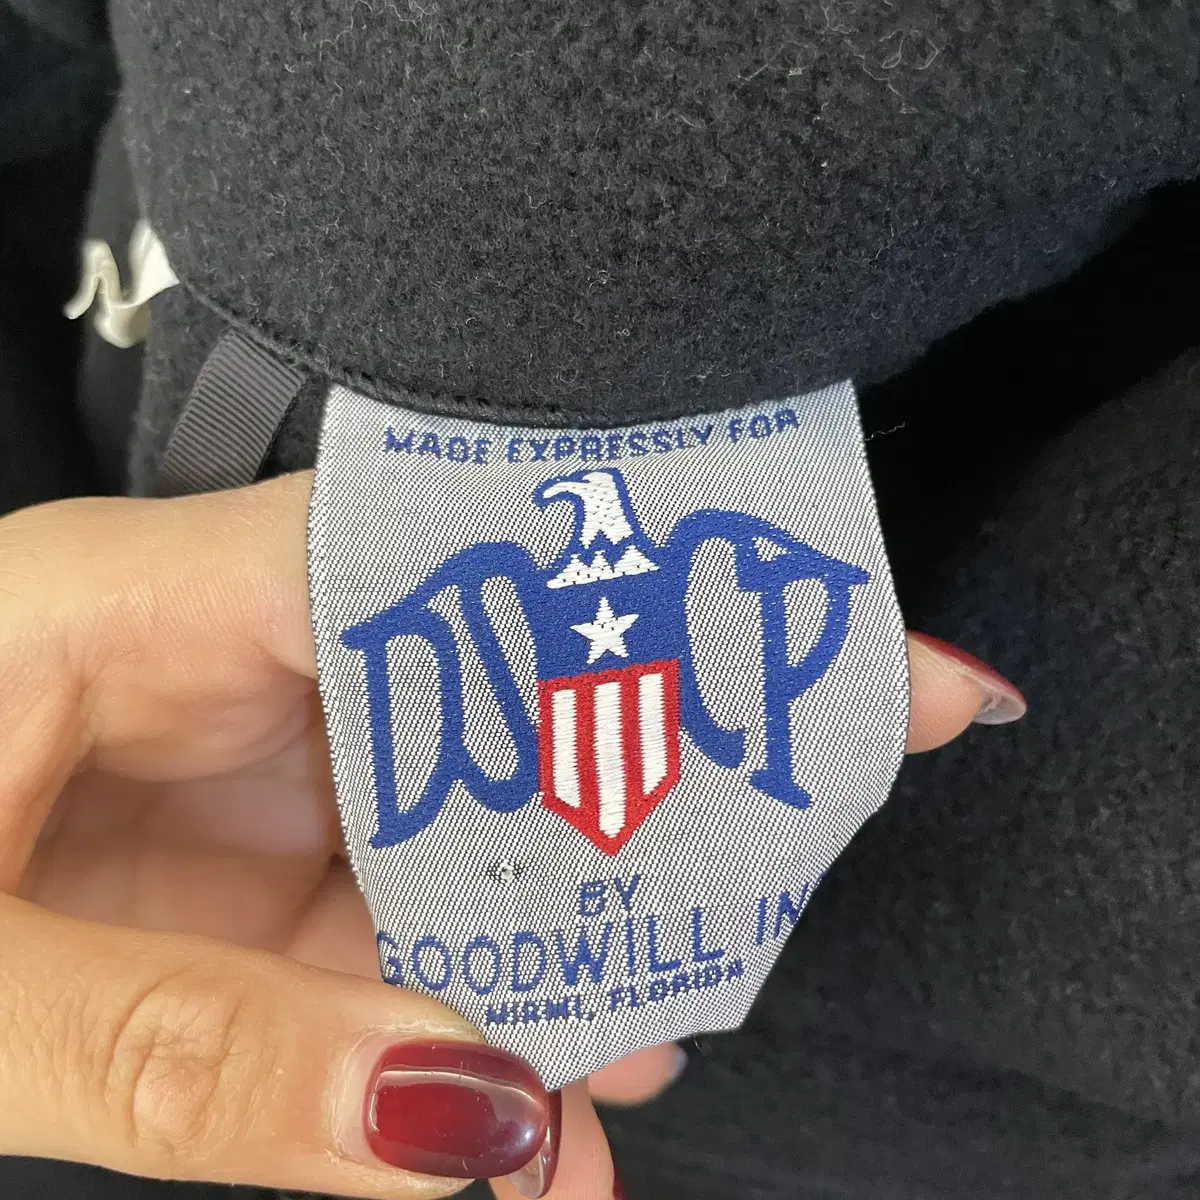 MADE EXPRESSLY FOR
DSCP
BY
GOODWILL IN
MIAMI, FLORIDA